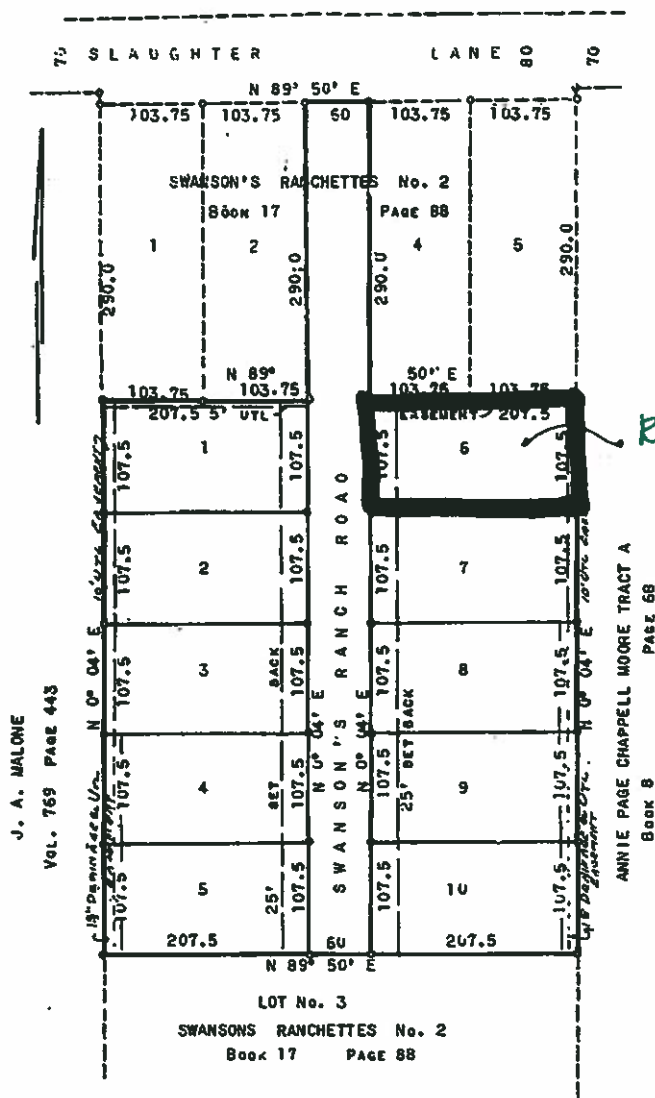 75 SLAUGHTER LANE 80 70
N 89° 50' E
103.75 103.75 60 103.75 103.75
SWANSON'S RANCHETTES No. 2
BOOK 17 PAGE 88
1 2 4 5
290.0 290.0 290.0 290.0
N 89° 50' E
103.75 103.75 103.75 103.75
207.5 5' UTL EASEMENT 207.5
1 6
107.5 107.5 107.5 107.5
2 7
107.5 107.5 107.5 107.5
3 8
107.5 107.5 107.5 107.5
4 9
107.5 107.5 107.5 107.5
5 10
107.5 107.5 107.5 107.5
10' UTL EASEMENT
N 0° 04' E
SET BACK
25'
N 0° 04' E
SWANSON'S RANCH ROAD
N 0° 04' E
25' SET BACK
N 0° 04' E
J. A. MALONE
VOL. 769 PAGE 443
ANNIE PAGE CHAPPELL MOORE TRACT A
BOOK 8 PAGE 68
207.5 60 207.5
N 89° 50' E
LOT No. 3
SWANSONS RANCHETTES No. 2
BOOK 17 PAGE 88